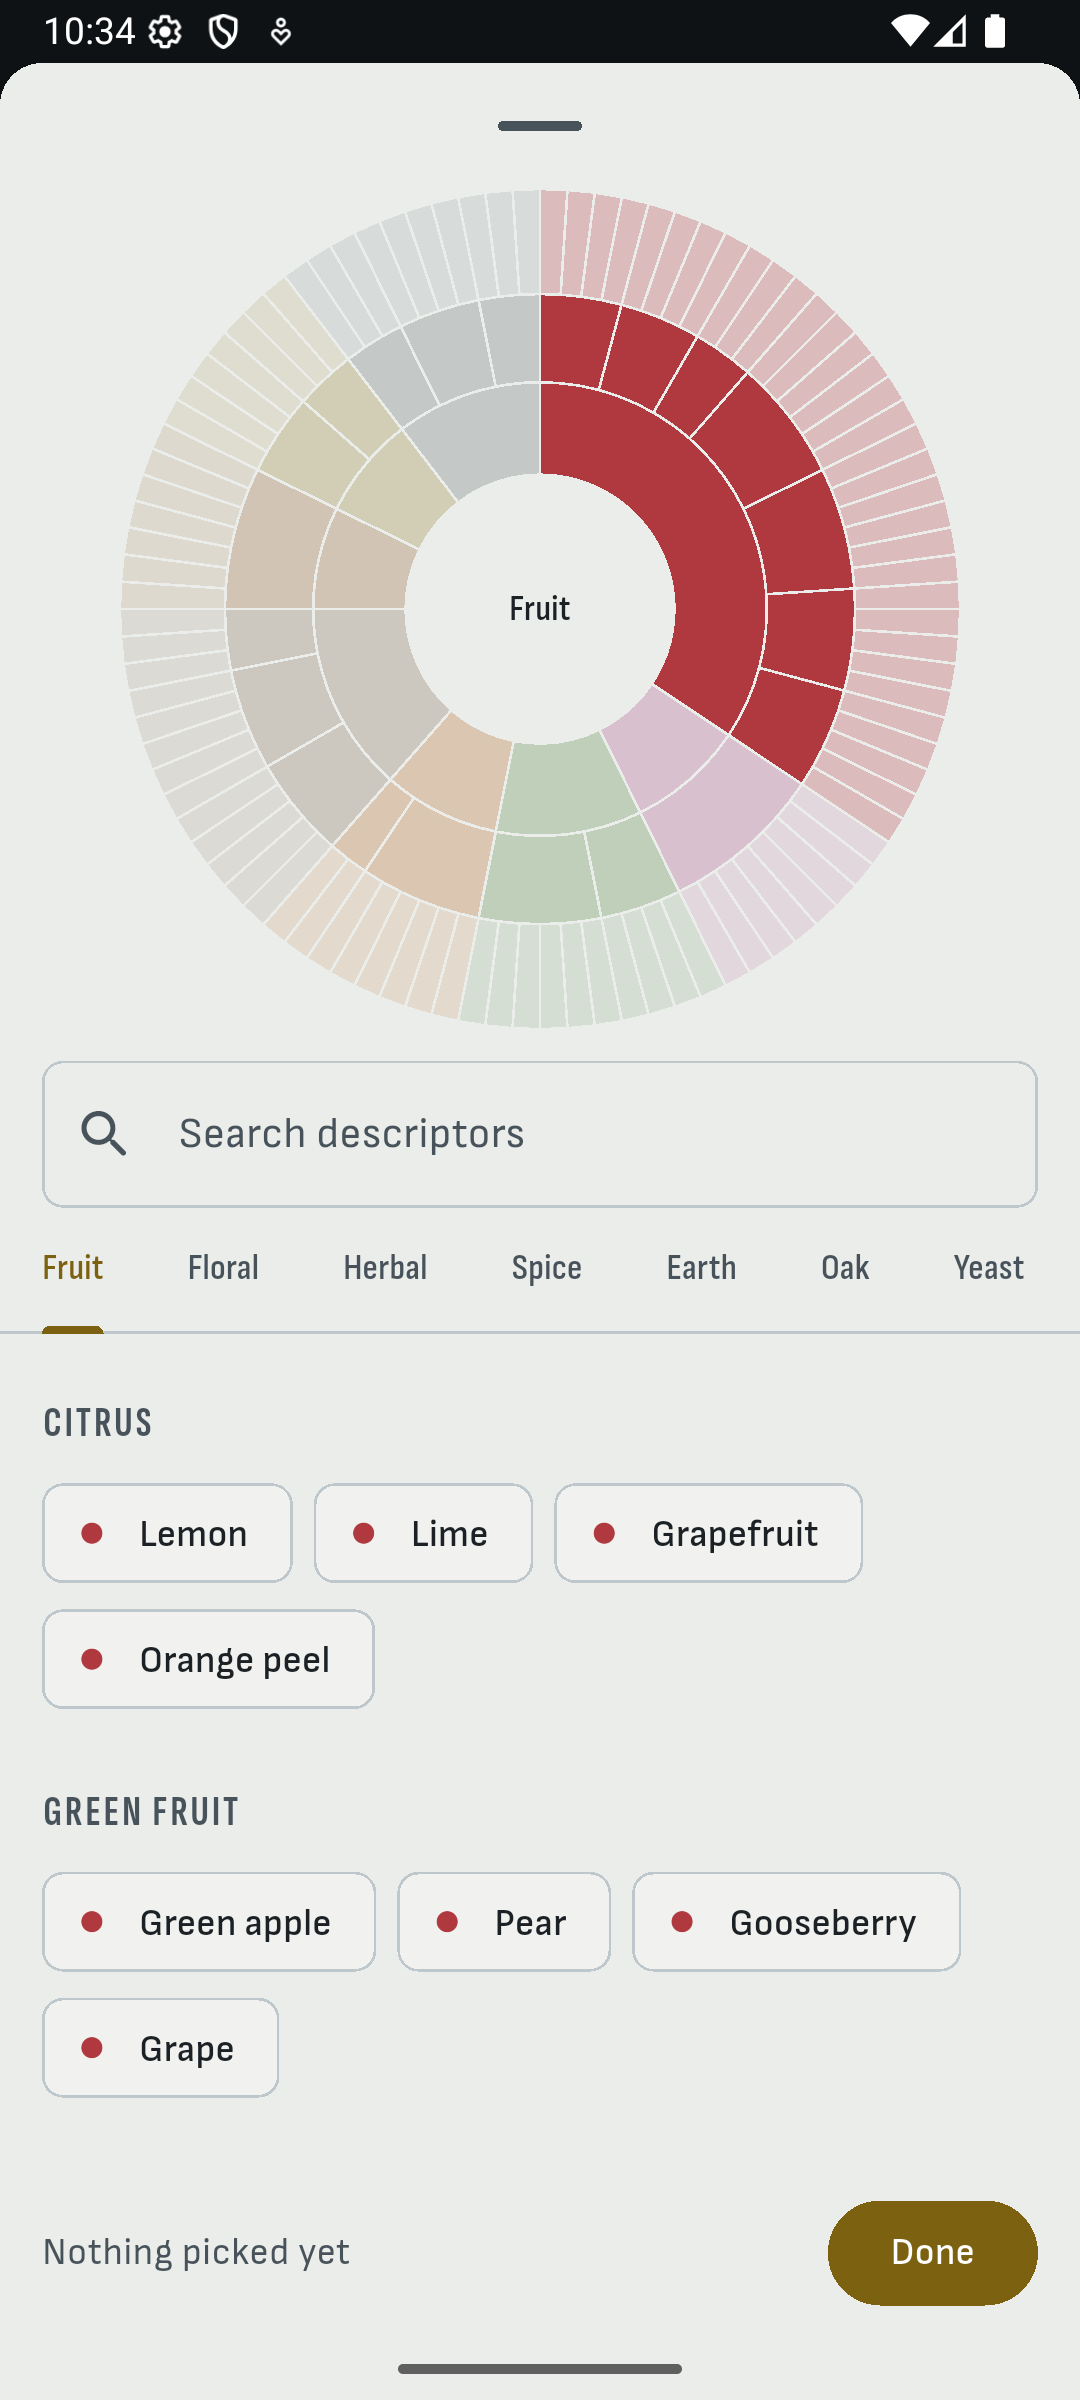 10:34
Fruit
Search descriptors
Fruit Floral Herbal Spice Earth Oak Yeast
CITRUS
Lemon Lime Grapefruit
Orange peel
GREEN FRUIT
Green apple Pear Gooseberry
Grape
Nothing picked yet Done